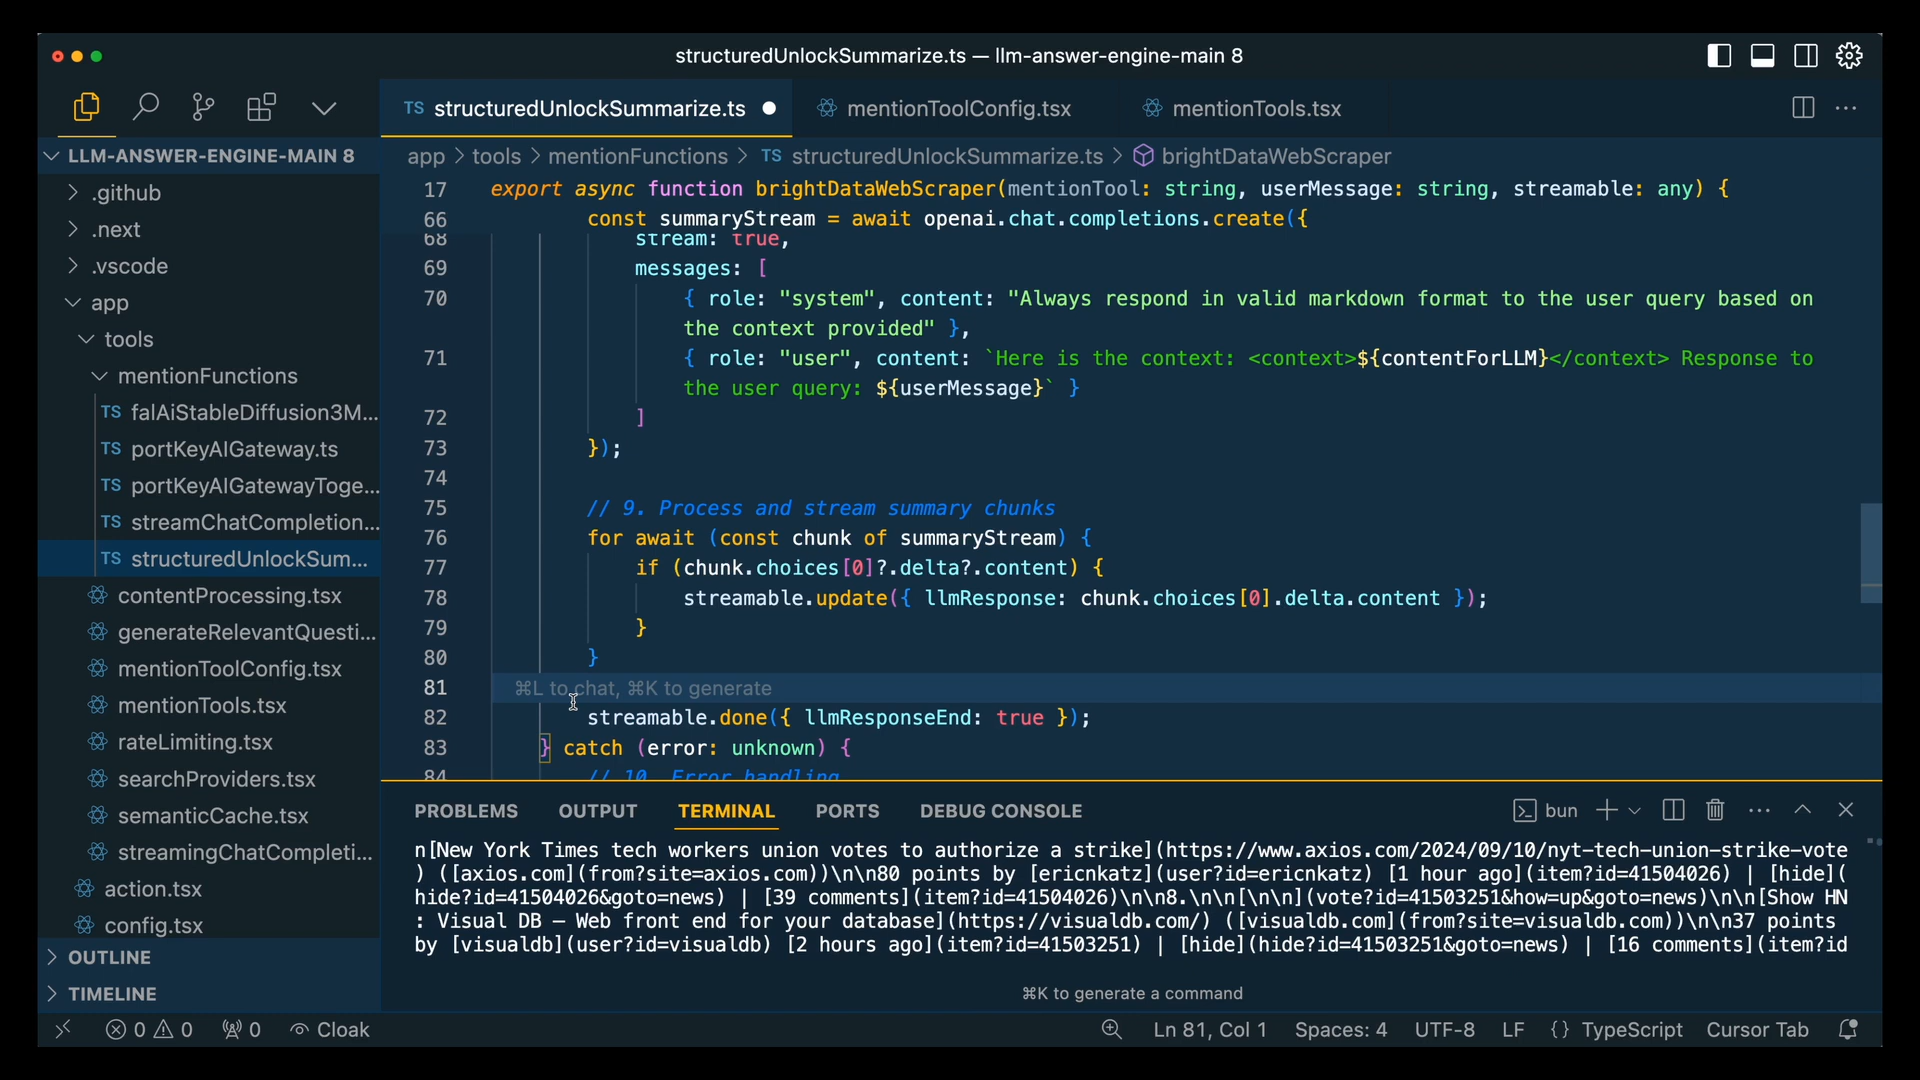 structuredUnlockSummarize.ts — llm-answer-engine-main 8
TS structuredUnlockSummarize.ts
mentionToolConfig.tsx
mentionTools.tsx
LLM-ANSWER-ENGINE-MAIN 8
.github
.next
.vscode
app
tools
mentionFunctions
TS falAiStableDiffusion3M...
TS portKeyAIGateway.ts
TS portKeyAIGatewayToge...
TS streamChatCompletion...
TS structuredUnlockSum...
contentProcessing.tsx
generateRelevantQuesti...
mentionToolConfig.tsx
mentionTools.tsx
rateLimiting.tsx
searchProviders.tsx
semanticCache.tsx
streamingChatCompleti...
action.tsx
config.tsx
OUTLINE
TIMELINE
app > tools > mentionFunctions > TS structuredUnlockSummarize.ts > brightDataWebScraper
17 export async function brightDataWebScraper(mentionTool: string, userMessage: string, streamable: any) {
66 const summaryStream = await openai.chat.completions.create({
68 stream: true,
69 messages: [
70 { role: "system", content: "Always respond in valid markdown format to the user query based on
the context provided" },
71 { role: "user", content: `Here is the context: <context>${contentForLLM}</context> Response to
the user query: ${userMessage}` }
72 ]
73 });
74
75 // 9. Process and stream summary chunks
76 for await (const chunk of summaryStream) {
77 if (chunk.choices[0]?.delta?.content) {
78 streamable.update({ llmResponse: chunk.choices[0].delta.content });
79 }
80 }
81 ⌘L to chat, ⌘K to generate
82 streamable.done({ llmResponseEnd: true });
83 } catch (error: unknown) {
84 // 10. Error handling
PROBLEMS OUTPUT TERMINAL PORTS DEBUG CONSOLE
bun
n[New York Times tech workers union votes to authorize a strike](https://www.axios.com/2024/09/10/nyt-tech-union-strike-vote
) ([axios.com](from?site=axios.com))\n\n80 points by [ericnkatz](user?id=ericnkatz) [1 hour ago](item?id=41504026) | [hide](
hide?id=41504026&goto=news) | [39 comments](item?id=41504026)\n\n8.\n\n[\n\n](vote?id=41503251&how=up&goto=news)\n\n[Show HN
: Visual DB – Web front end for your database](https://visualdb.com/) ([visualdb.com](from?site=visualdb.com))\n\n37 points
by [visualdb](user?id=visualdb) [2 hours ago](item?id=41503251) | [hide](hide?id=41503251&goto=news) | [16 comments](item?id
⌘K to generate a command
0 0 0 Cloak
Ln 81, Col 1 Spaces: 4 UTF-8 LF {} TypeScript Cursor Tab